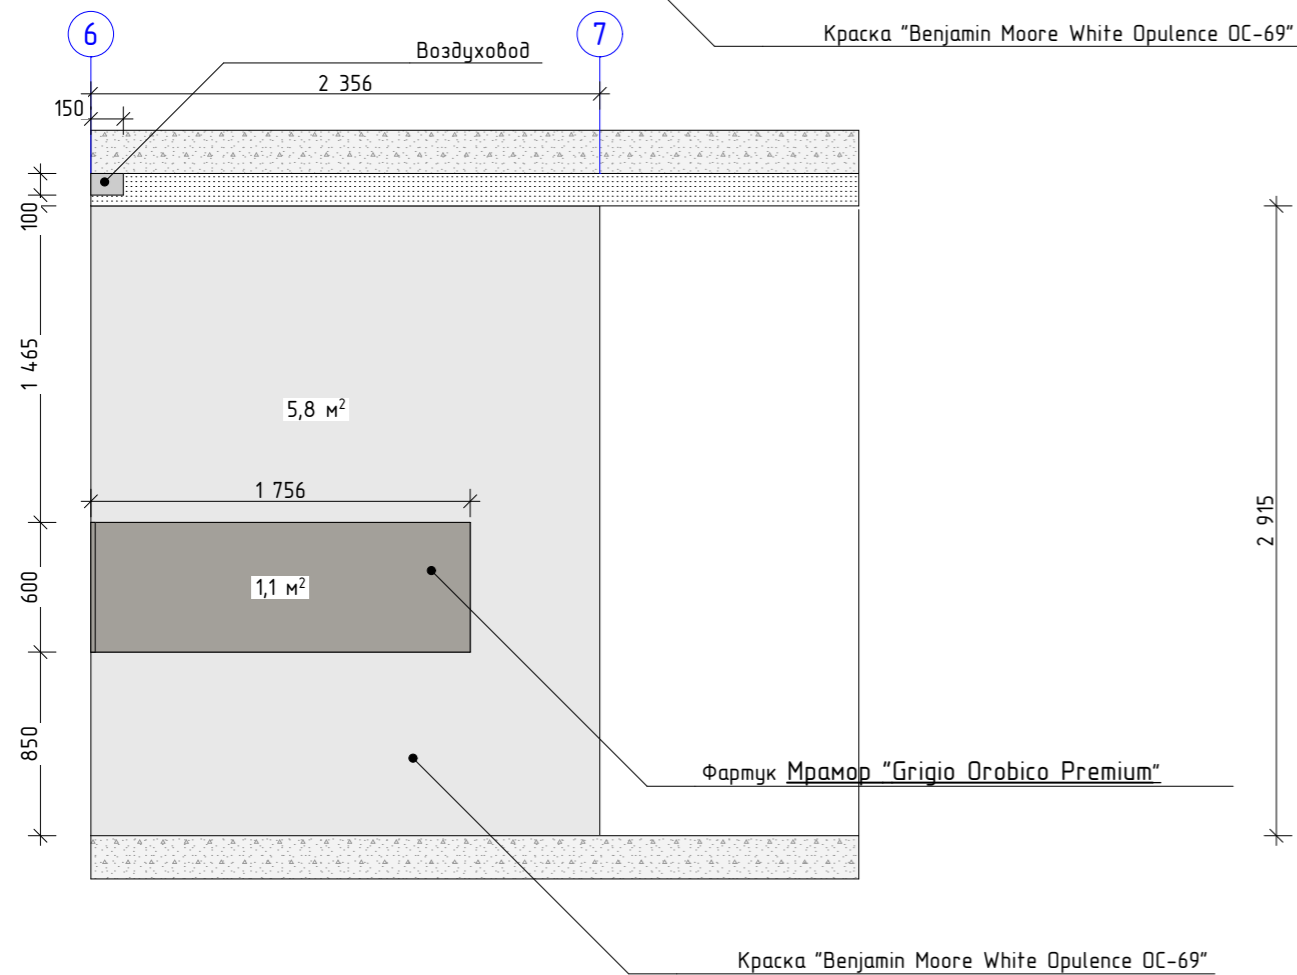 6
7
Краска "Benjamin Moore White Opulence OC-69"
Воздуховод
2 356
150
100
1 465
5,8 м²
1 756
2 915
600
1,1 м²
850
Фартук Мрамор "Grigio Orobico Premium"
Краска "Benjamin Moore White Opulence OC-69"